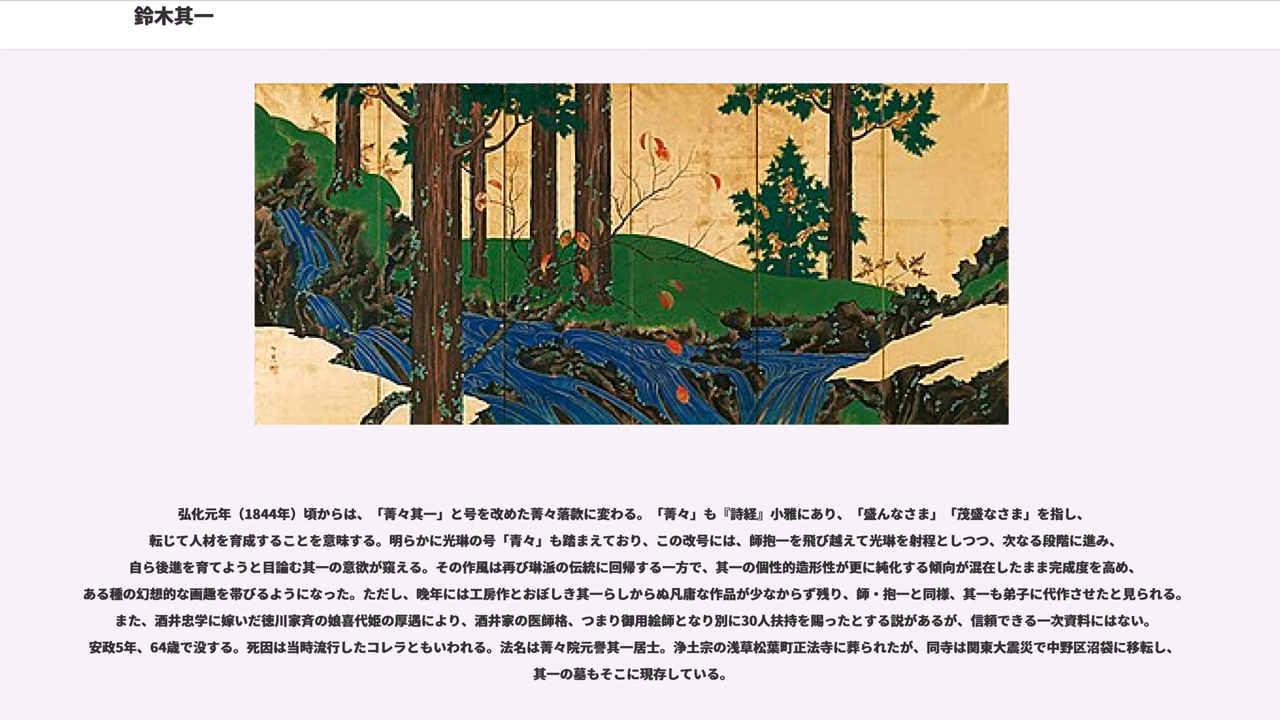 鈴木其一
弘化元年（1844年）頃からは、「菁々其一」と号を改めた菁々落款に変わる。「菁々」も『詩経』小雅にあり、「盛んなさま」「茂盛なさま」を指し、
転じて人材を育成することを意味する。明らかに光琳の号「青々」も踏まえており、この改号には、師抱一を飛び越えて光琳を射程としつつ、次なる段階に進み、
自ら後進を育てようと目論む其一の意欲が窺える。その作風は再び琳派の伝統に回帰する一方で、其一の個性的造形性が更に純化する傾向が混在したまま完成度を高め、
ある種の幻想的な画趣を帯びるようになった。ただし、晩年には工房作とおぼしき其一らしからぬ凡庸な作品が少なからず残り、師・抱一と同様、其一も弟子に代作させたと見られる。
また、酒井忠学に嫁いだ徳川家斉の娘喜代姫の厚遇により、酒井家の医師格、つまり御用絵師となり別に30人扶持を賜ったとする説があるが、信頼できる一次資料にはない。
安政5年、64歳で没する。死因は当時流行したコレラともいわれる。法名は菁々院元誉其一居士。浄土宗の浅草松葉町正法寺に葬られたが、同寺は関東大震災で中野区沼袋に移転し、
其一の墓もそこに現存している。